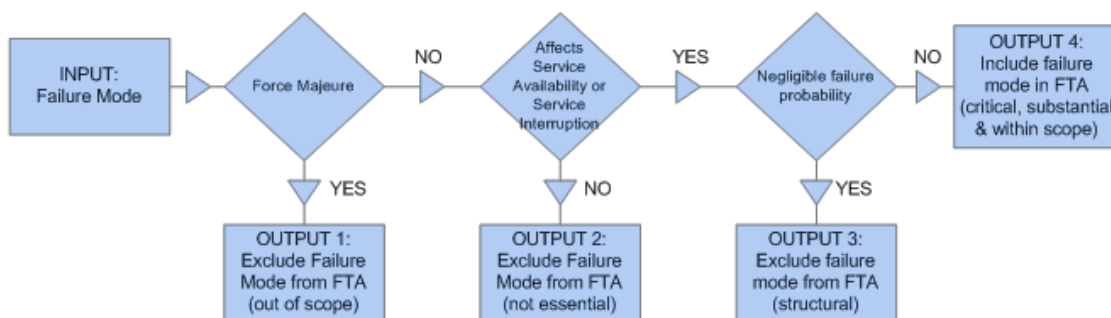 INPUT:
Failure Mode
Force Majeure
NO
Affects
Service
Availability or
Service
Interruption
YES
Negligible failure
probability
NO
OUTPUT 4:
Include failure
mode in FTA
(critical, substantial
& within scope)
YES
NO
YES
OUTPUT 1:
Exclude Failure
Mode from FTA
(out of scope)
OUTPUT 2:
Exclude Failure
Mode from FTA
(not essential)
OUTPUT 3:
Exclude failure
mode from FTA
(structural)